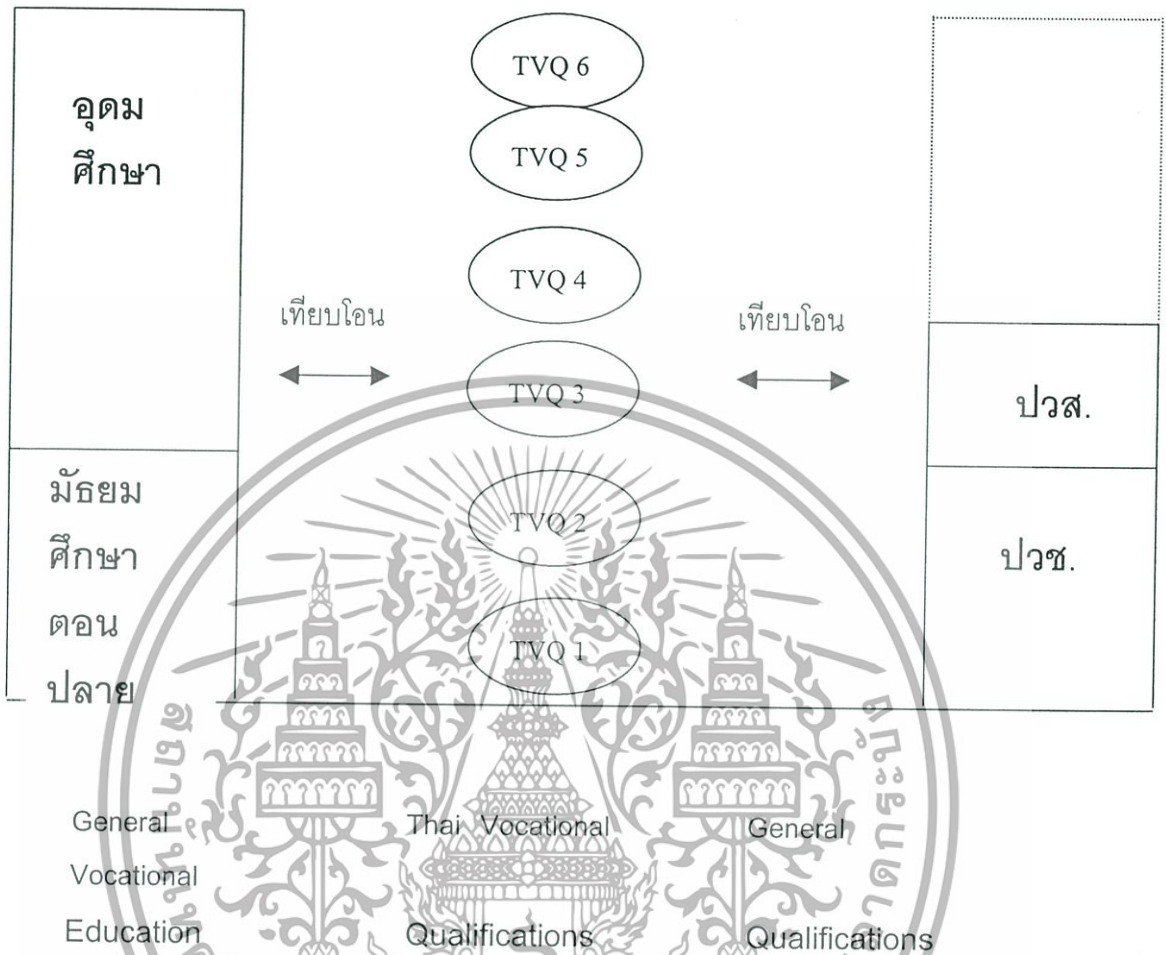 TVQ 6
อุดม
ศึกษา
TVQ 5
TVQ 4
เทียบโอน
เทียบโอน
TVQ 3
ปวส.
มัธยม
ศึกษา
ตอน
ปลาย
TVQ 2
ปวช.
TVQ 1
General
Vocational
Education
Thai Vocational
Qualifications
General
Qualifications